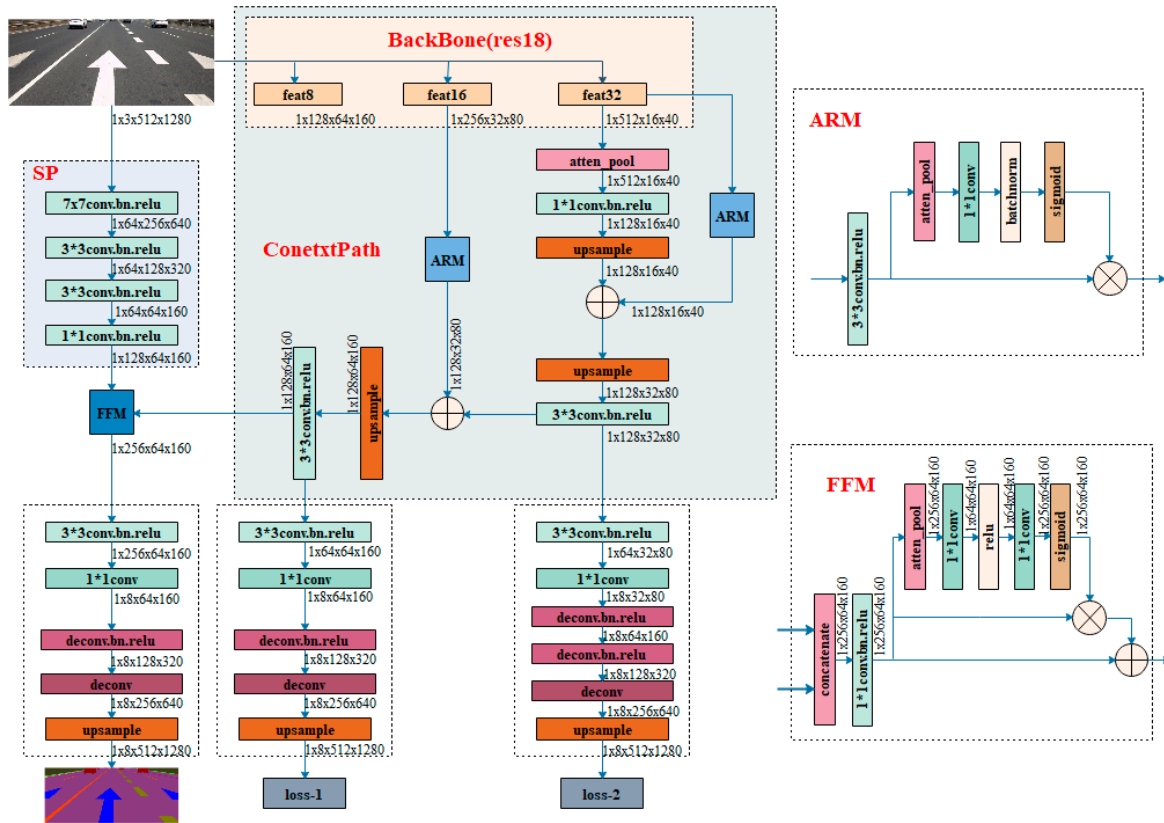 BackBone(res18)
feat8
feat16
feat32
1x3x512x1280
1x128x64x160
1x256x32x80
1x512x16x40
SP
7x7conv.bn.relu
1x64x256x640
3*3conv.bn.relu
1x64x128x320
3*3conv.bn.relu
1x64x64x160
1*1conv.bn.relu
1x128x64x160
FFM
1x256x64x160
ConetxtPath
atten_pool
1x512x16x40
1*1conv.bn.relu
1x128x16x40
upsample
1x128x16x40
ARM
ARM
1x128x16x40
1x128x32x80
upsample
1x128x32x80
3*3conv.bn.relu
1x128x32x80
upsample
1x128x64x160
3*3conv.bn.relu
1x128x64x160
1x128x64x160
3*3conv.bn.relu
1x256x64x160
1*1conv
1x8x64x160
deconv.bn.relu
1x8x128x320
deconv
1x8x256x640
upsample
1x8x512x1280
3*3conv.bn.relu
1x64x64x160
1*1conv
1x8x64x160
deconv.bn.relu
1x8x128x320
deconv
1x8x256x640
upsample
1x8x512x1280
loss-1
3*3conv.bn.relu
1x64x32x80
1*1conv
1x8x32x80
deconv.bn.relu
1x8x64x160
deconv.bn.relu
1x8x128x320
deconv
1x8x256x640
upsample
1x8x512x1280
loss-2
ARM
3*3conv.bn.relu
atten_pool
1*1conv
batchnorm
sigmoid
FFM
concatenate
1x256x64x160
1*1conv.bn.relu
1x256x64x160
atten_pool
1x256x64x160
1*1conv
1x64x64x160
relu
1x64x64x160
1*1conv
1x256x64x160
sigmoid
1x256x64x160